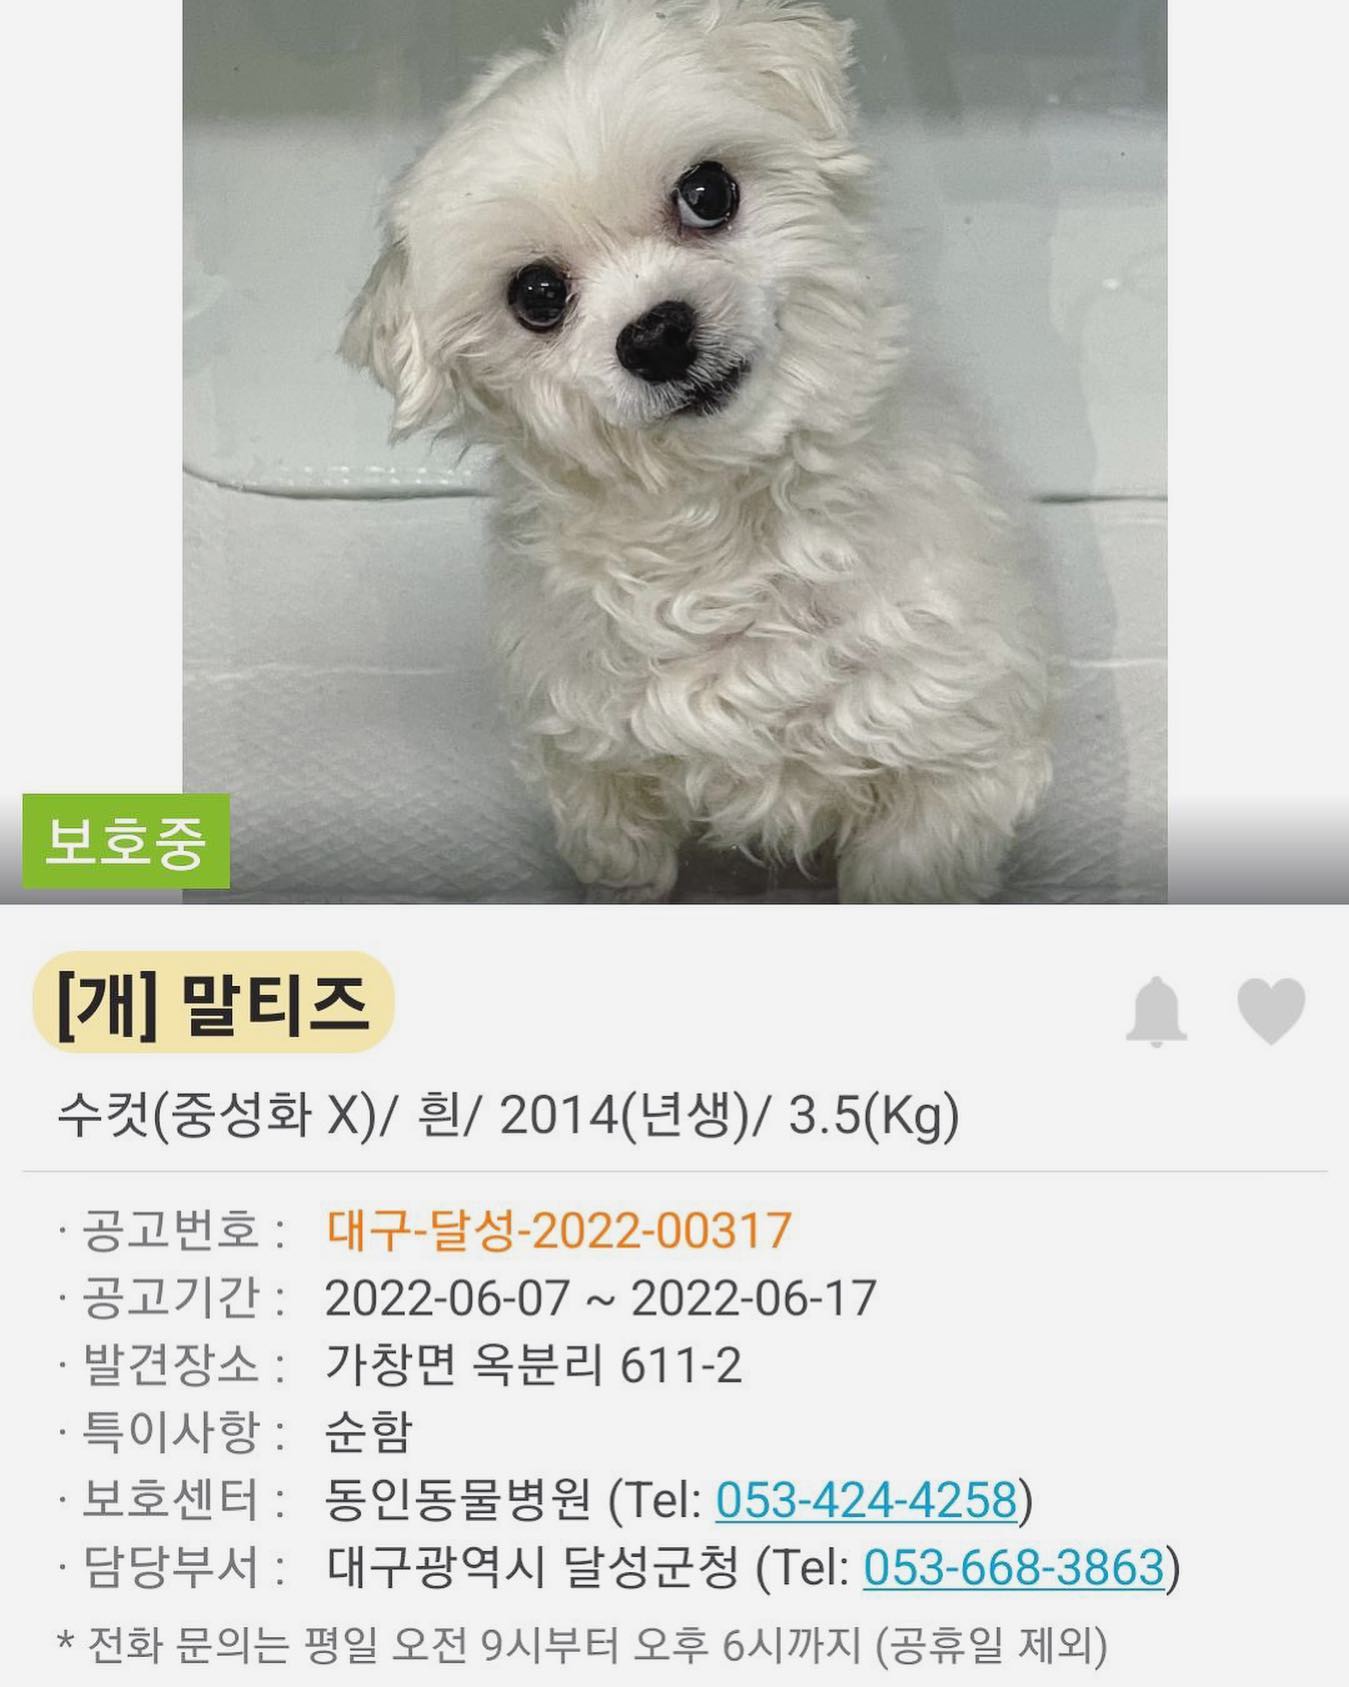 보호중
[개] 말티즈
수컷(중성화 X)/ 흰/ 2014(년생)/ 3.5(Kg)
· 공고번호 : 대구-달성-2022-00317
· 공고기간 : 2022-06-07 ~ 2022-06-17
· 발견장소 : 가창면 옥분리 611-2
· 특이사항 : 순함
· 보호센터 : 동인동물병원 (Tel: 053-424-4258)
· 담당부서 : 대구광역시 달성군청 (Tel: 053-668-3863)
* 전화 문의는 평일 오전 9시부터 오후 6시까지 (공휴일 제외)